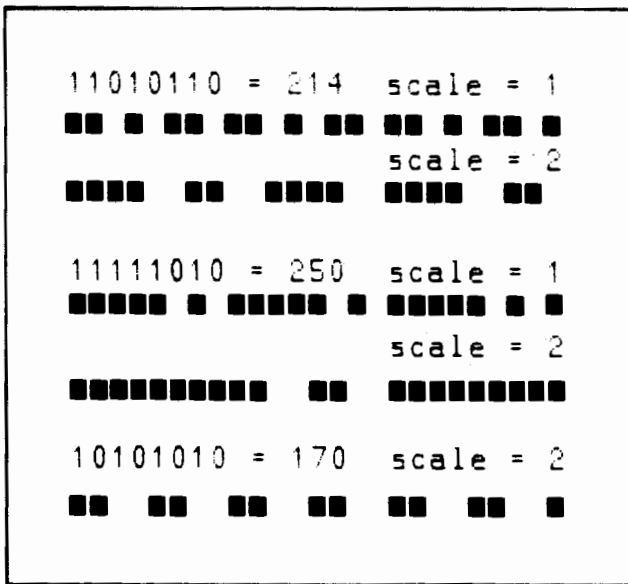 11010110 = 214 scale = 1
scale = 2
11111010 = 250 scale = 1
scale = 2
10101010 = 170 scale = 2